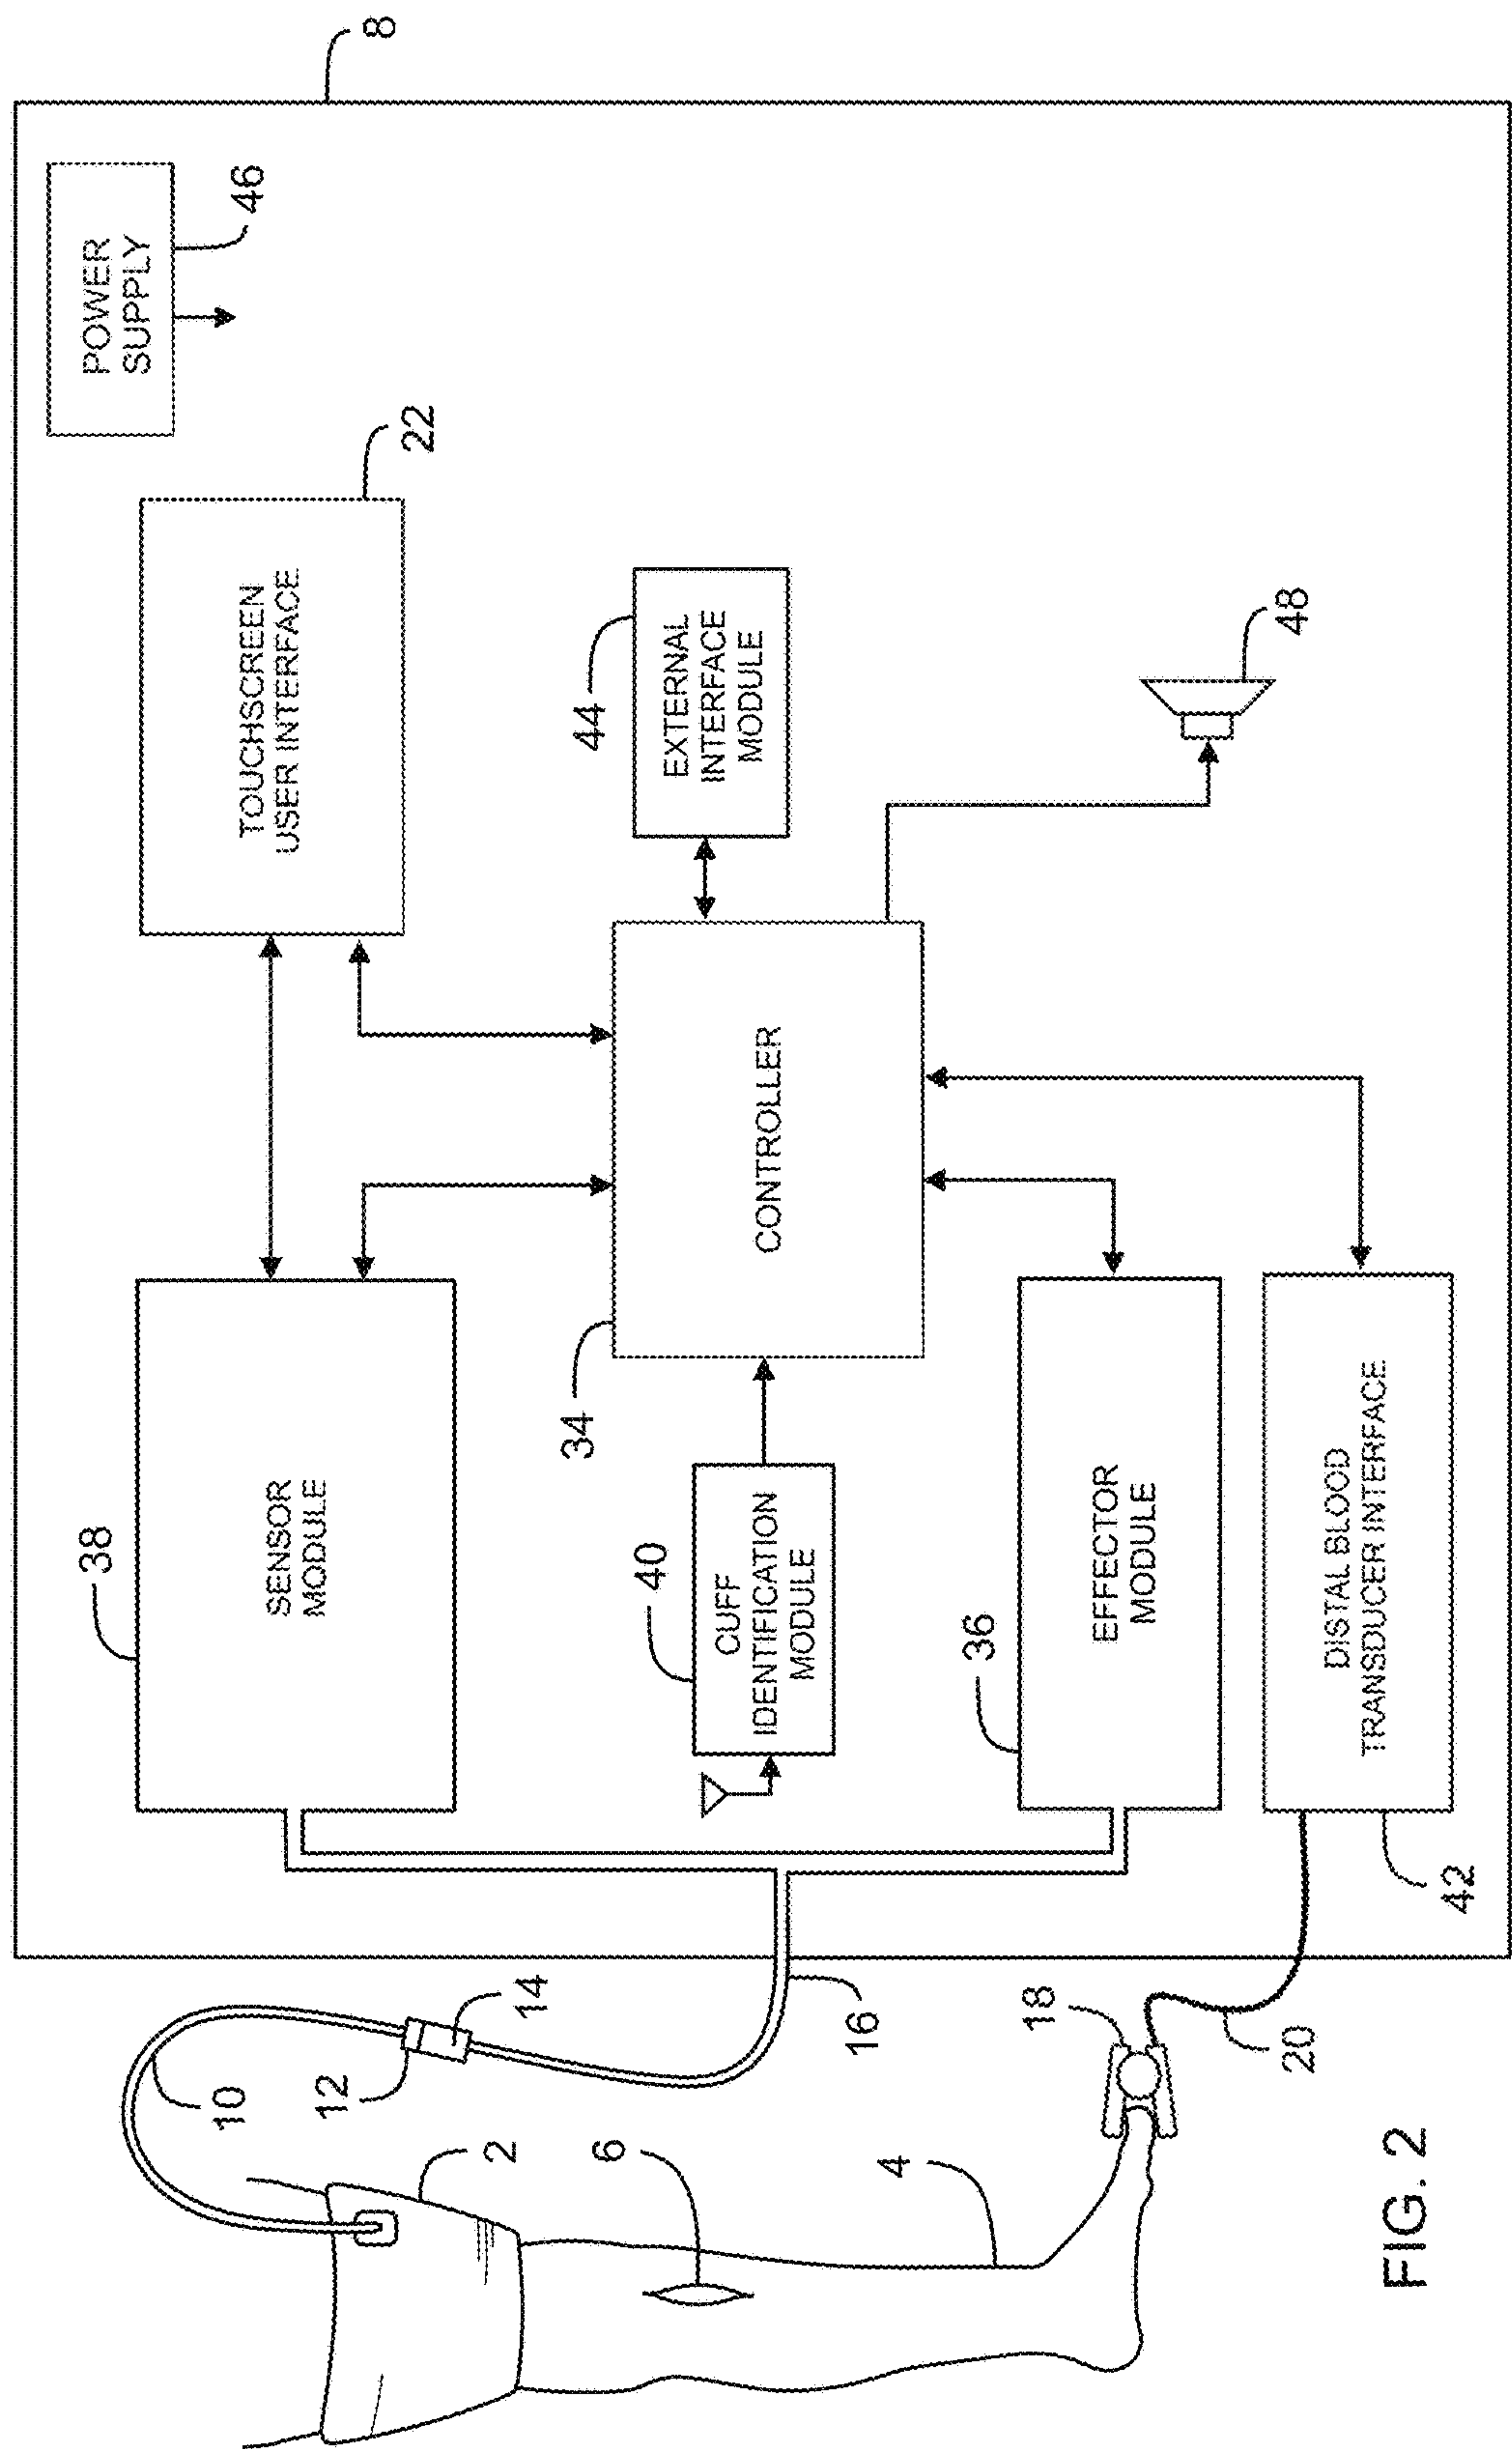 8
POWER
SUPPLY
46
TOUCHSCREEN
USER INTERFACE
22
44
EXTERNAL
INTERFACE
MODULE
48
38
SENSOR
MODULE
34
CONTROLLER
40
CUFF
IDENTIFICATION
MODULE
36
EFFECTOR
MODULE
DISTAL BLOOD
TRANSDUCER INTERFACE
42
10
12
14
16
18
20
2
6
4
FIG. 2